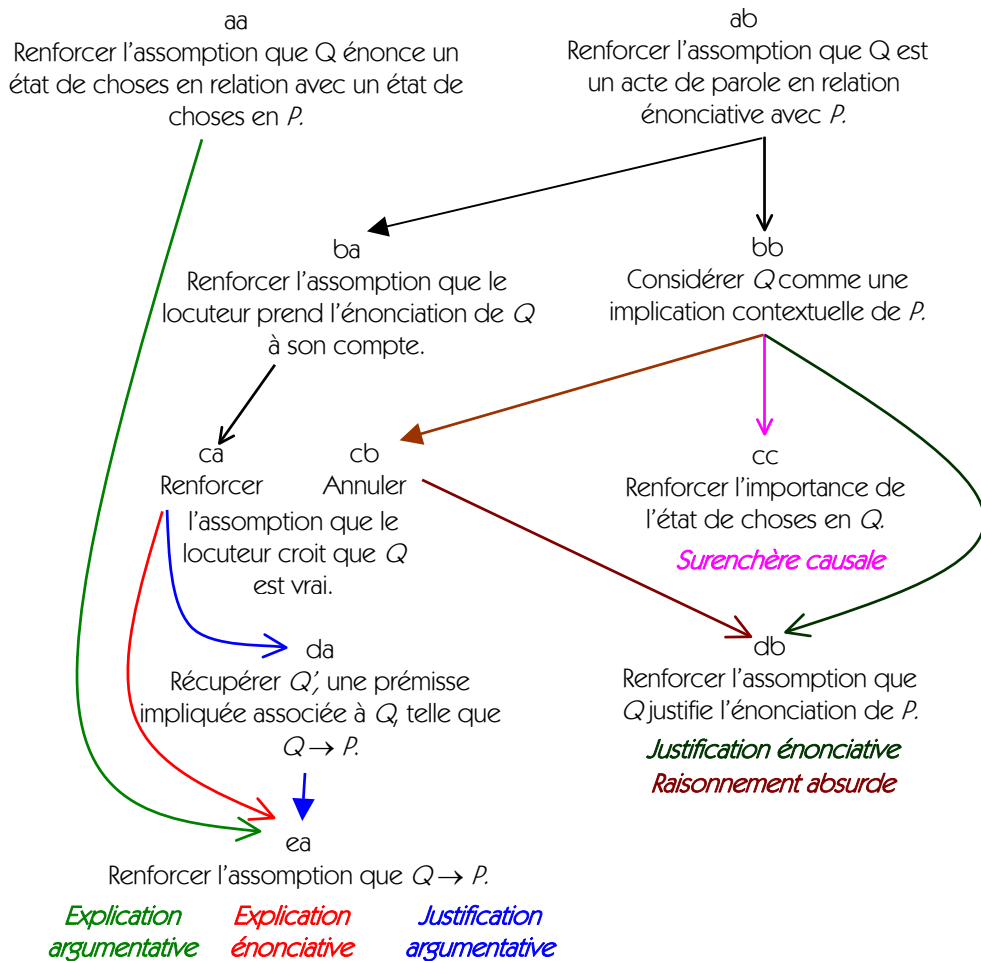 aa
Renforcer l'assomption que Q énonce un
état de choses en relation avec un état de
choses en P.
ab
Renforcer l'assomption que Q est
un acte de parole en relation
énonciative avec P.
ba
Renforcer l'assomption que le
locuteur prend l'énonciation de Q
à son compte.
bb
Considérer Q comme une
implication contextuelle de P.
ca
Renforcer
cb
Annuler
l'assomption que le
locuteur croit que Q
est vrai.
cc
Renforcer l'importance de
l'état de choses en Q.
Surenchère causale
da
Récupérer Q', une prémisse
impliquée associée à Q, telle que
Q → P.
db
Renforcer l'assomption que
Q justifie l'énonciation de P.
Justification énonciative
Raisonnement absurde
ea
Renforcer l'assomption que Q → P.
Explication
argumentative
Explication
énonciative
Justification
argumentative